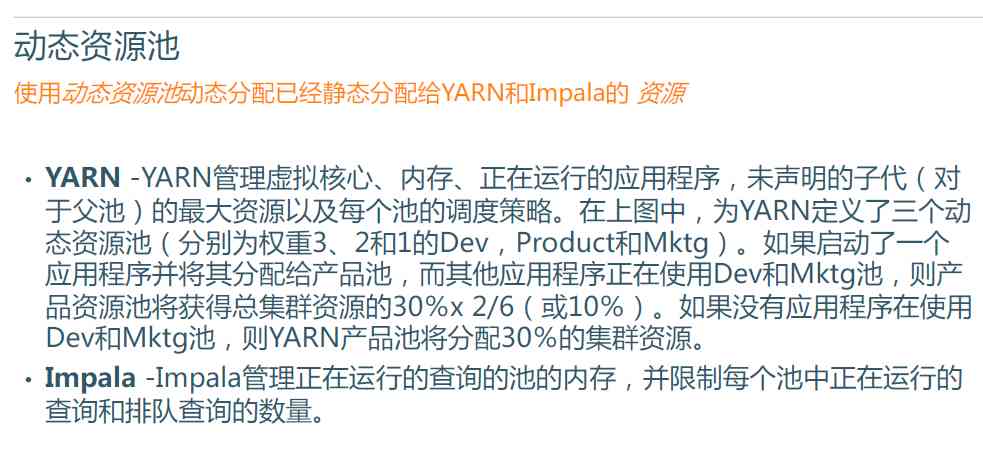 动态资源池
使用动态资源池动态分配已经静态分配给YARN和Impala的 资源
• YARN -YARN管理虚拟核心、内存、正在运行的应用程序，未声明的子代（对
于父池）的最大资源以及每个池的调度策略。在上图中，为YARN定义了三个动
态资源池（分别为权重3、2和1的Dev，Product和Mktg）。如果启动了一个
应用程序并将其分配给产品池，而其他应用程序正在使用Dev和Mktg池，则产
品资源池将获得总集群资源的30％x 2/6（或10％）。如果没有应用程序在使用
Dev和Mktg池，则YARN产品池将分配30％的集群资源。
• Impala -Impala管理正在运行的查询的池的内存，并限制每个池中正在运行的
查询和排队查询的数量。